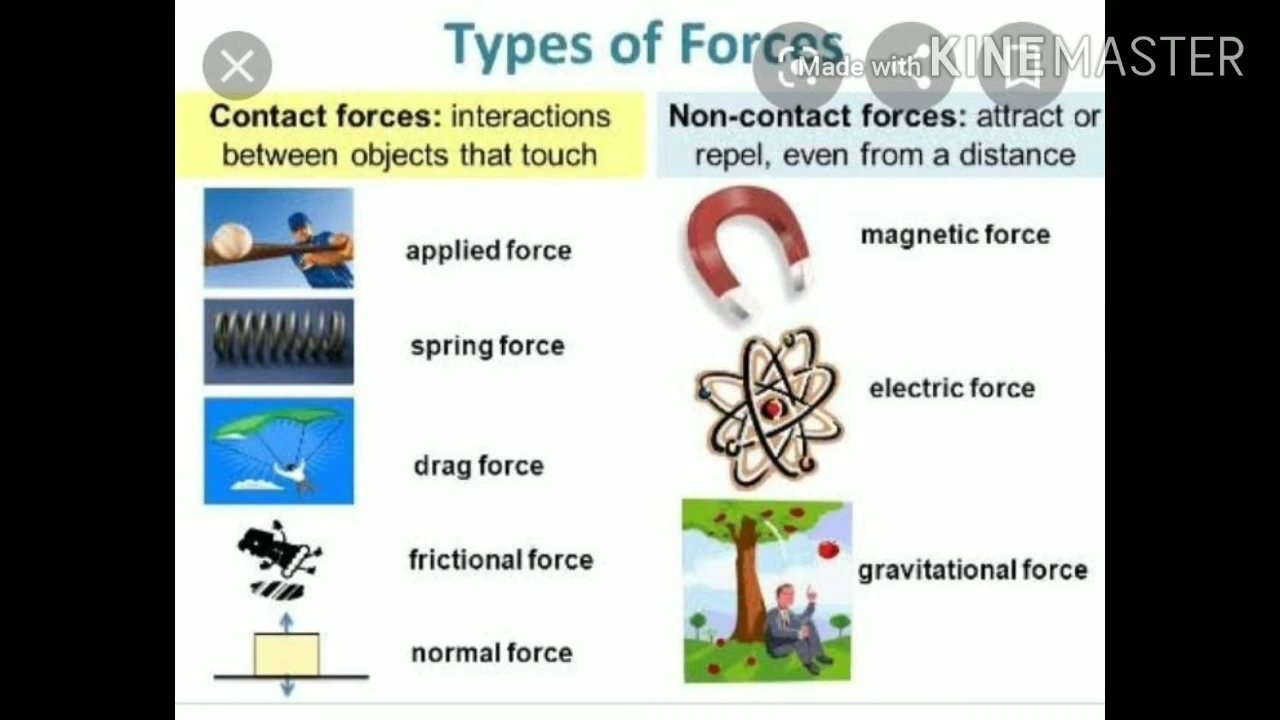 Types of Forces
Made with KINEMASTER
Contact forces: interactions
between objects that touch
Non-contact forces: attract or
repel, even from a distance
applied force
spring force
drag force
frictional force
normal force
magnetic force
electric force
gravitational force